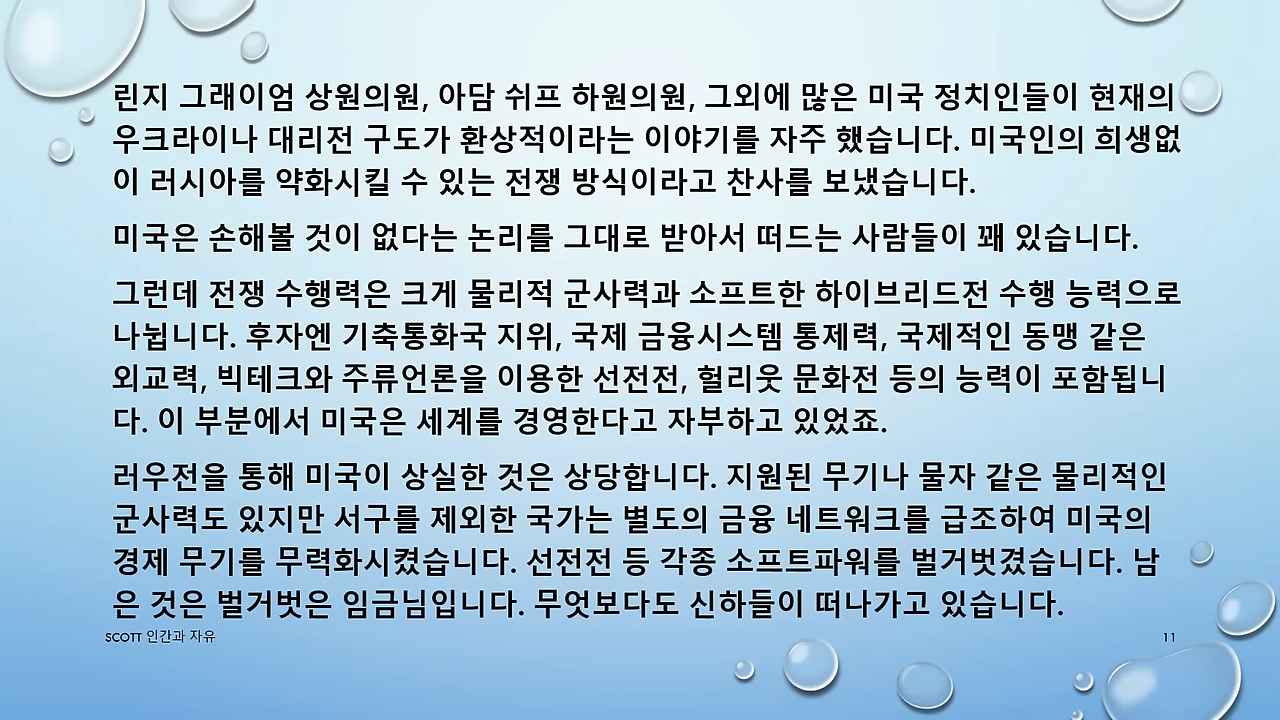 린지 그래이엄 상원의원, 아담 쉬프 하원의원, 그외에 많은 미국 정치인들이 현재의
우크라이나 대리전 구도가 환상적이라는 이야기를 자주 했습니다. 미국인의 희생없
이 러시아를 약화시킬 수 있는 전쟁 방식이라고 찬사를 보냈습니다.
미국은 손해볼 것이 없다는 논리를 그대로 받아서 떠드는 사람들이 꽤 있습니다.
그런데 전쟁 수행력은 크게 물리적 군사력과 소프트한 하이브리드전 수행 능력으로
나뉩니다. 후자엔 기축통화국 지위, 국제 금융시스템 통제력, 국제적인 동맹 같은
외교력, 빅테크와 주류언론을 이용한 선전전, 헐리웃 문화전 등의 능력이 포함됩니
다. 이 부분에서 미국은 세계를 경영한다고 자부하고 있었죠.
러우전을 통해 미국이 상실한 것은 상당합니다. 지원된 무기나 물자 같은 물리적인
군사력도 있지만 서구를 제외한 국가는 별도의 금융 네트워크를 급조하여 미국의
경제 무기를 무력화시켰습니다. 선전전 등 각종 소프트파워를 벌거벗겼습니다. 남
은 것은 벌거벗은 임금님입니다. 무엇보다도 신하들이 떠나가고 있습니다.
SCOTT 인간과 자유
11